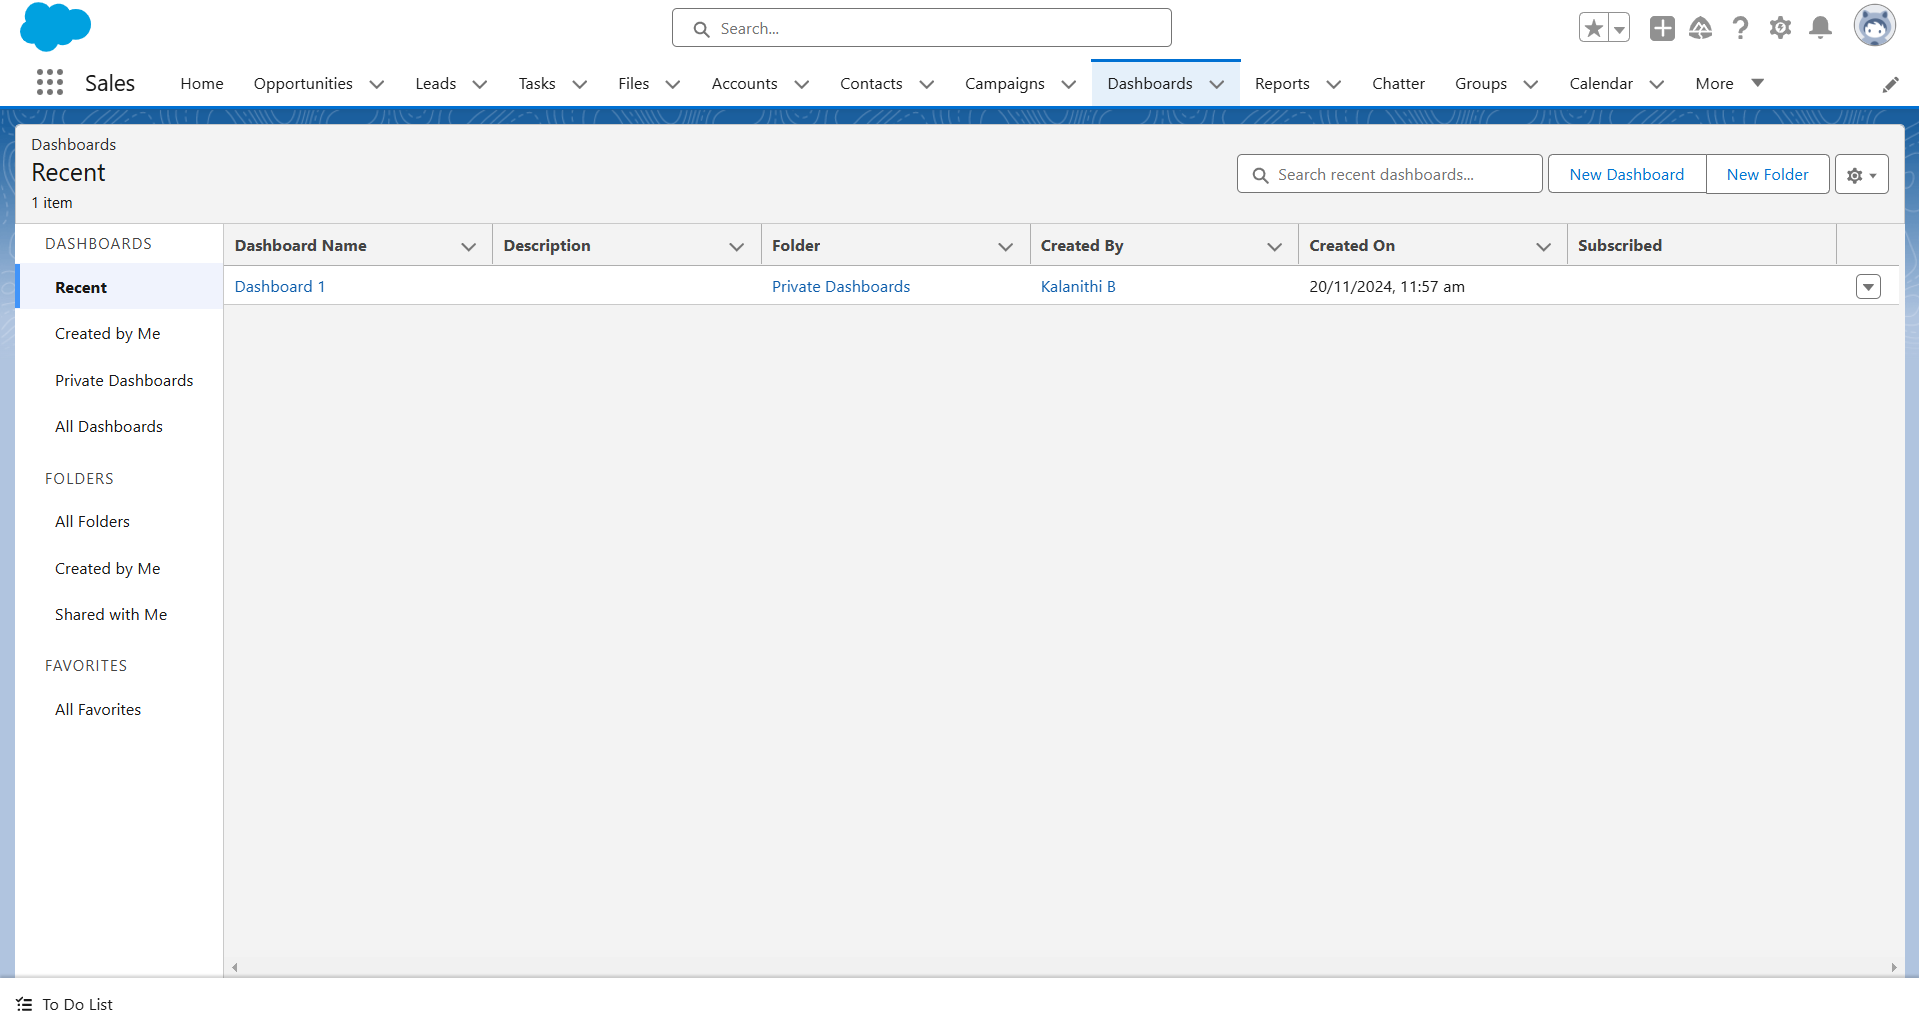 Search...
Sales
Home
Opportunities
Leads
Tasks
Files
Accounts
Contacts
Campaigns
Dashboards
Reports
Chatter
Groups
Calendar
More
Dashboards
Recent
1 item
Search recent dashboards...
New Dashboard
New Folder
DASHBOARDS
Recent
Created by Me
Private Dashboards
All Dashboards
FOLDERS
All Folders
Created by Me
Shared with Me
FAVORITES
All Favorites
Dashboard Name
Description
Folder
Created By
Created On
Subscribed
Dashboard 1
Private Dashboards
Kalanithi B
20/11/2024, 11:57 am
To Do List